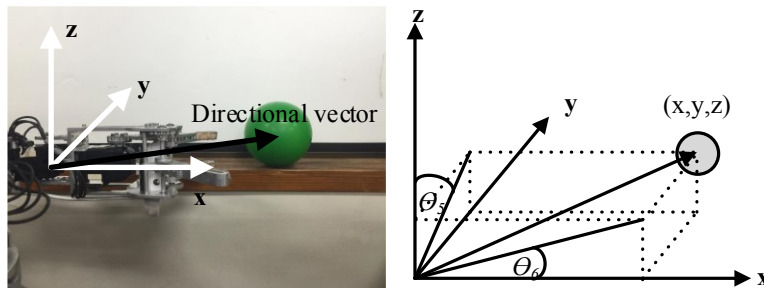 z
y
Directional vector
x
z
y
(x,y,z)
Θ5
Θ6
x